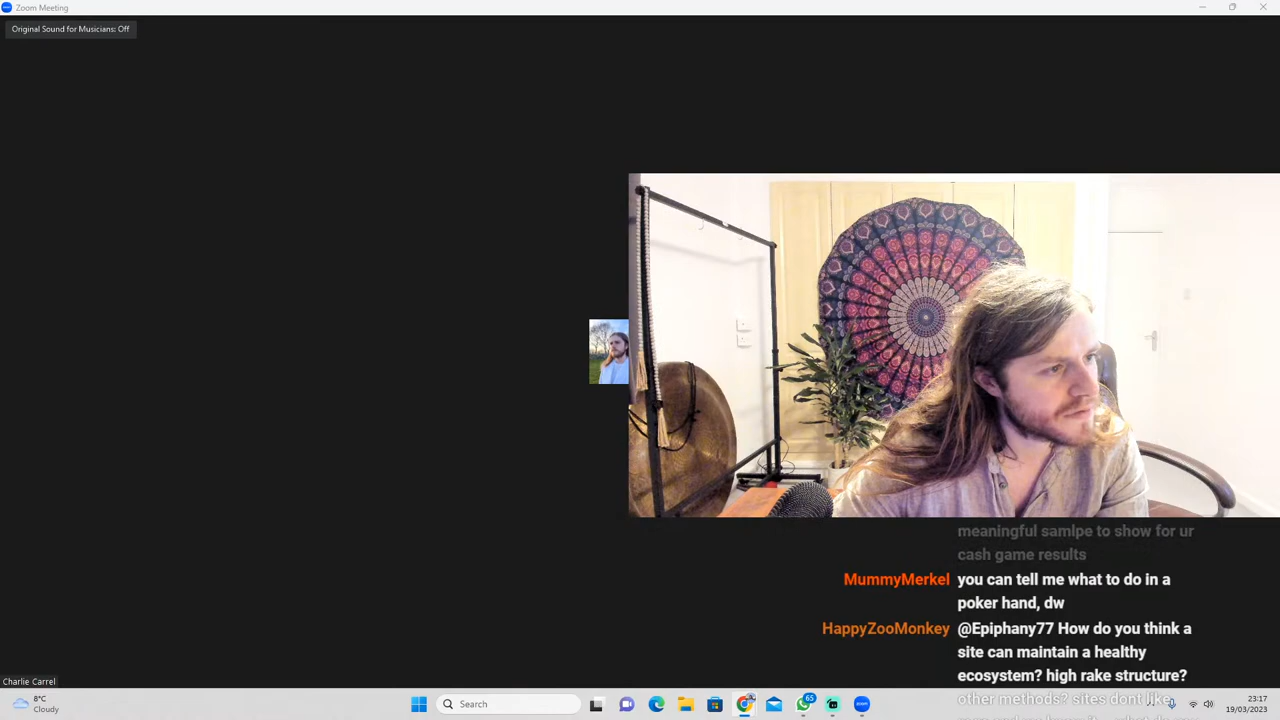 Zoom Meeting
Original Sound for Musicians: Off
meaningful samlpe to show for ur
cash game results
MummyMerkel you can tell me what to do in a
poker hand, dw
HappyZooMonkey @Epiphany77 How do you think a
site can maintain a healthy
ecosystem? high rake structure?
other methods? sites dont like
Charlie Carrel
8°C
Cloudy
Search
65
zoom
23:17
19/03/2023